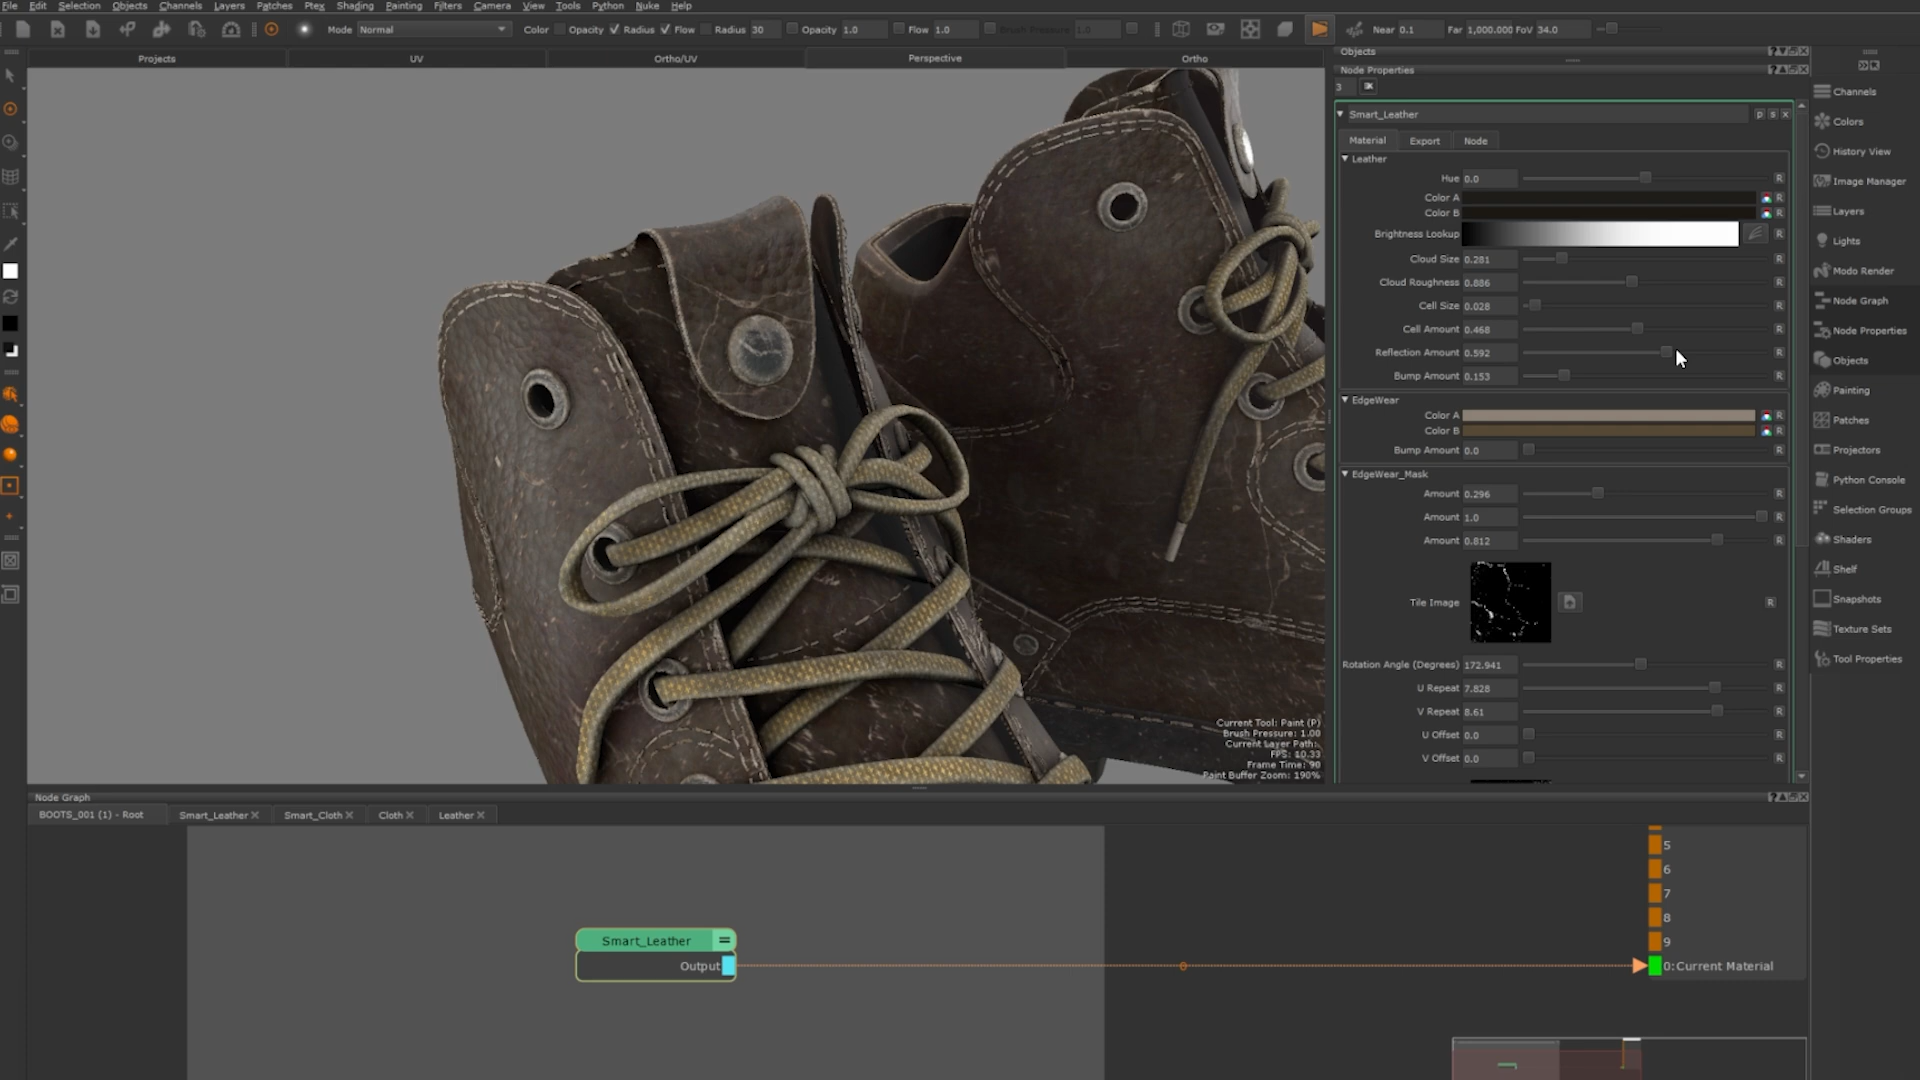 File Edit Selection Objects Channels Layers Patches Ptex Shading Painting Filters Camera View Tools Python Nuke Help
Mode Normal Color Opacity Radius Flow Radius 30 Opacity 1.0 Flow 1.0 Brush Pressure 1.0 Near 0.1 Far 1,000.000 FoV 34.0
Projects UV Ortho/UV Perspective Ortho
Objects
Node Properties
3
Smart_Leather p s x
Material Export Node
Leather
Hue 0.0 R
Color A R
Color B R
Brightness Lookup R
Cloud Size 0.281 R
Cloud Roughness 0.886 R
Cell Size 0.028 R
Cell Amount 0.468 R
Reflection Amount 0.592 R
Bump Amount 0.153 R
EdgeWear
Color A R
Color B R
Bump Amount 0.0 R
EdgeWear_Mask
Amount 0.296 R
Amount 1.0 R
Amount 0.812 R
Tile Image R
Rotation Angle (Degrees) 172.941 R
U Repeat 7.828 R
V Repeat 8.61 R
U Offset 0.0 R
V Offset 0.0 R
Channels
Colors
History View
Image Manager
Layers
Lights
Modo Render
Node Graph
Node Properties
Objects
Painting
Patches
Projectors
Python Console
Selection Groups
Shaders
Shelf
Snapshots
Texture Sets
Tool Properties
Current Tool: Paint (P)
Brush Pressure: 1.00
Current Layer Path:
FPS: 10.33
Frame Time: 90
Paint Buffer Zoom: 190%
Node Graph
BOOTS_001 (1) - Root Smart_Leather Smart_Cloth Cloth Leather
5
6
7
8
9
0:Current Material
Smart_Leather
Output